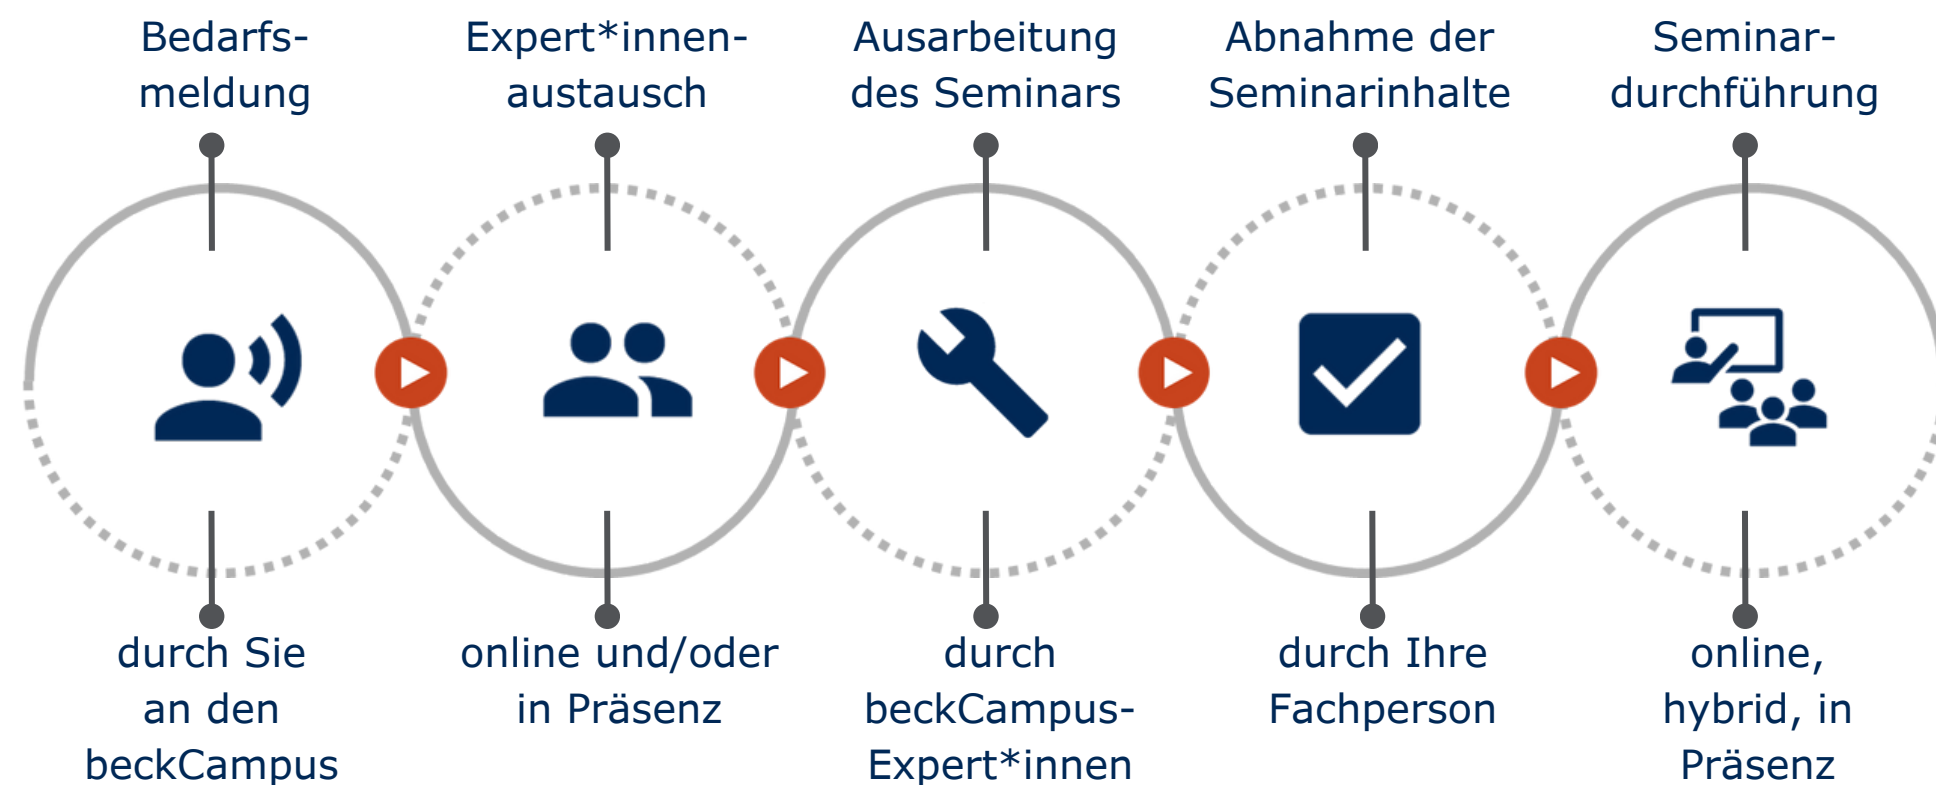 Bedarfs-
meldung
Expert*innen-
austausch
Ausarbeitung
des Seminars
Abnahme der
Seminarinhalte
Seminar-
durchführung
durch Sie
an den
beckCampus
online und/oder
in Präsenz
durch
beckCampus-
Expert*innen
durch Ihre
Fachperson
online,
hybrid, in
Präsenz